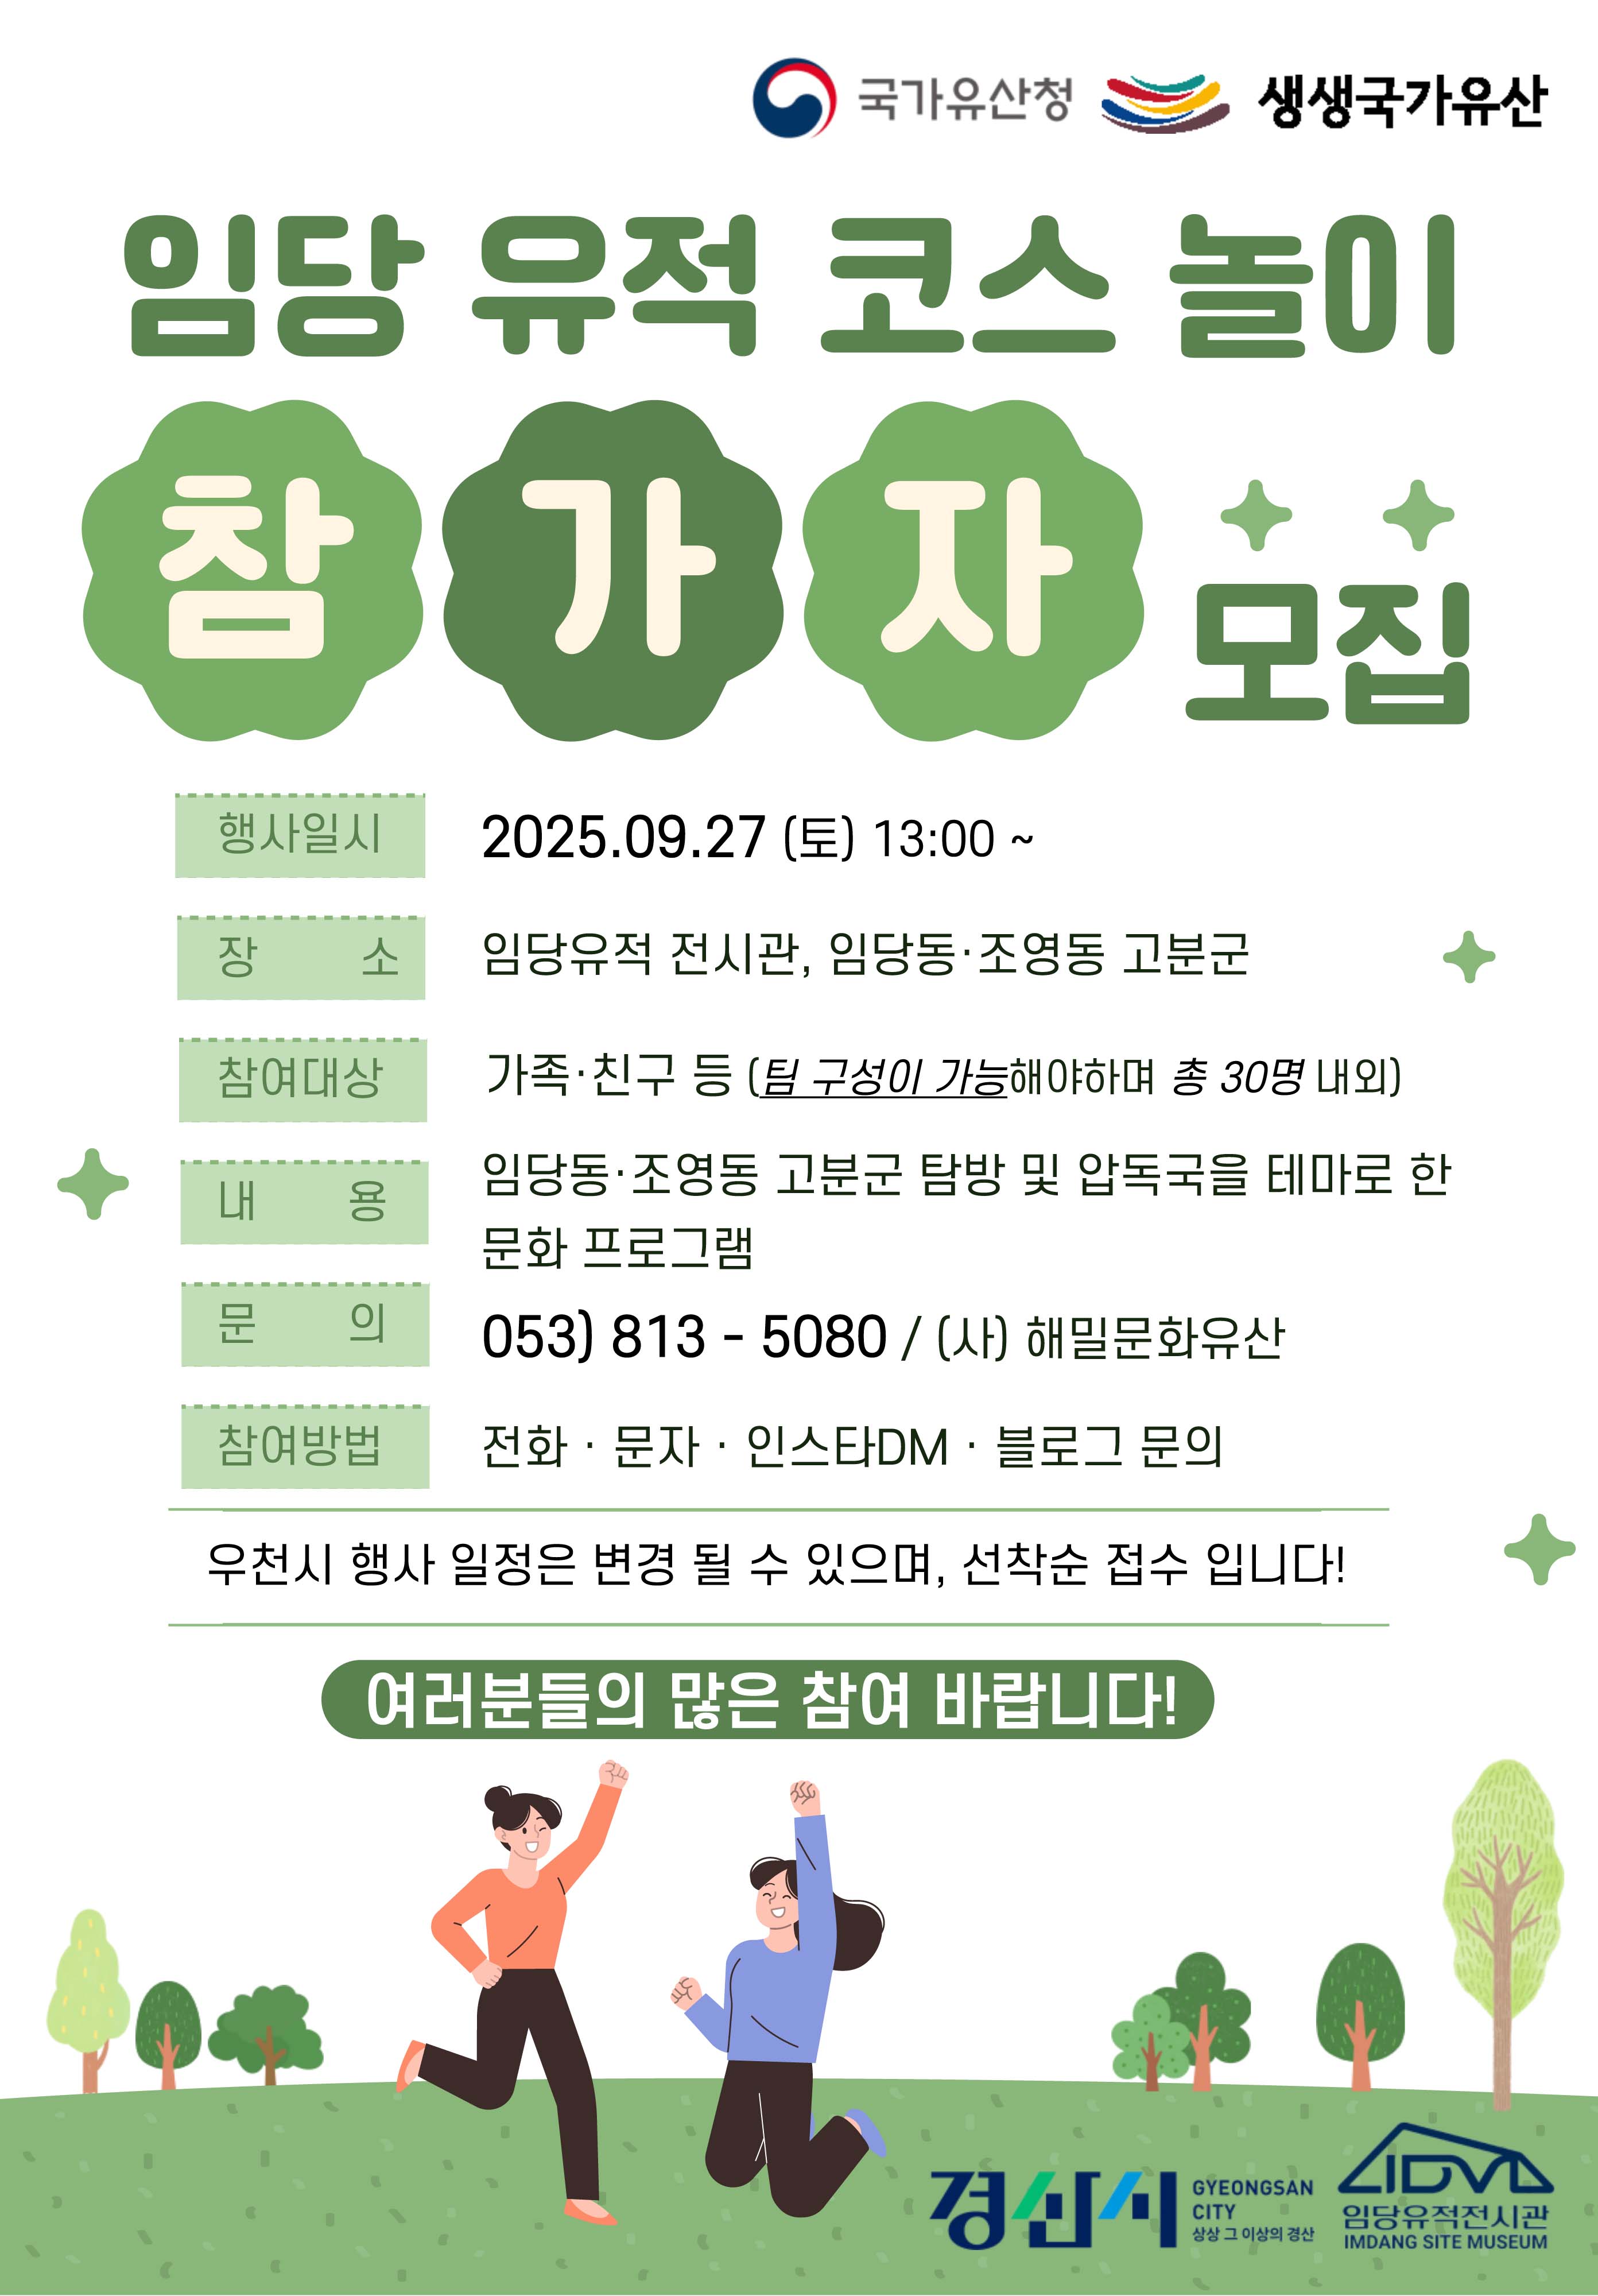 국가유산청 생생국가유산
임당 유적 코스 놀이
참가자 모집
행사일시 2025.09.27 (토) 13:00 ~
장 소 임당유적 전시관, 임당동·조영동 고분군
참여대상 가족·친구 등 (팀 구성이 가능해야하며 총 30명 내외)
내 용 임당동·조영동 고분군 탐방 및 압독국을 테마로 한
문화 프로그램
문 의 053) 813 - 5080 / (사) 해밀문화유산
참여방법 전화 · 문자 · 인스타DM · 블로그 문의
우천시 행사 일정은 변경 될 수 있으며, 선착순 접수 입니다!
여러분들의 많은 참여 바랍니다!
경산시
GYEONGSAN
CITY
상상 그 이상의 경산
임당유적전시관
IMDANG SITE MUSEUM